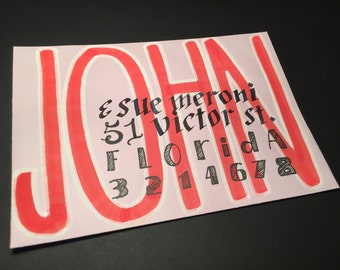 JOHN
& Sue Meroni
51 Victor St.
FLOridA
3214678